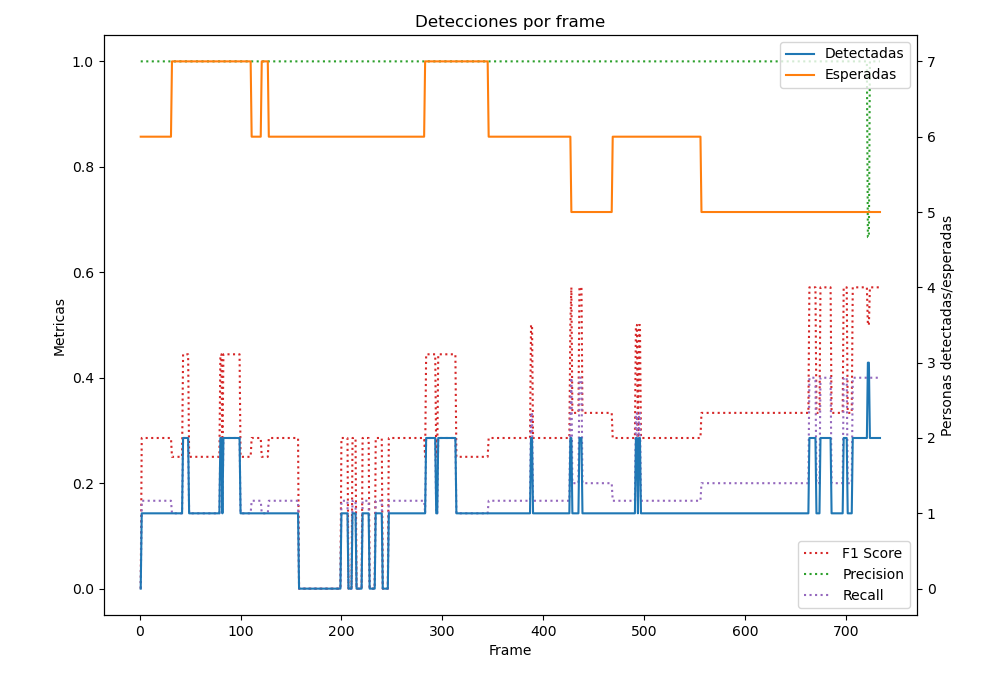 Detecciones por frame
Detectadas
Esperadas
1.0
0.8
0.6
0.4
0.2
0.0
Metricas
7
6
5
4
3
2
1
0
Personas detectadas/esperadas
F1 Score
Precision
Recall
0 100 200 300 400 500 600 700
Frame